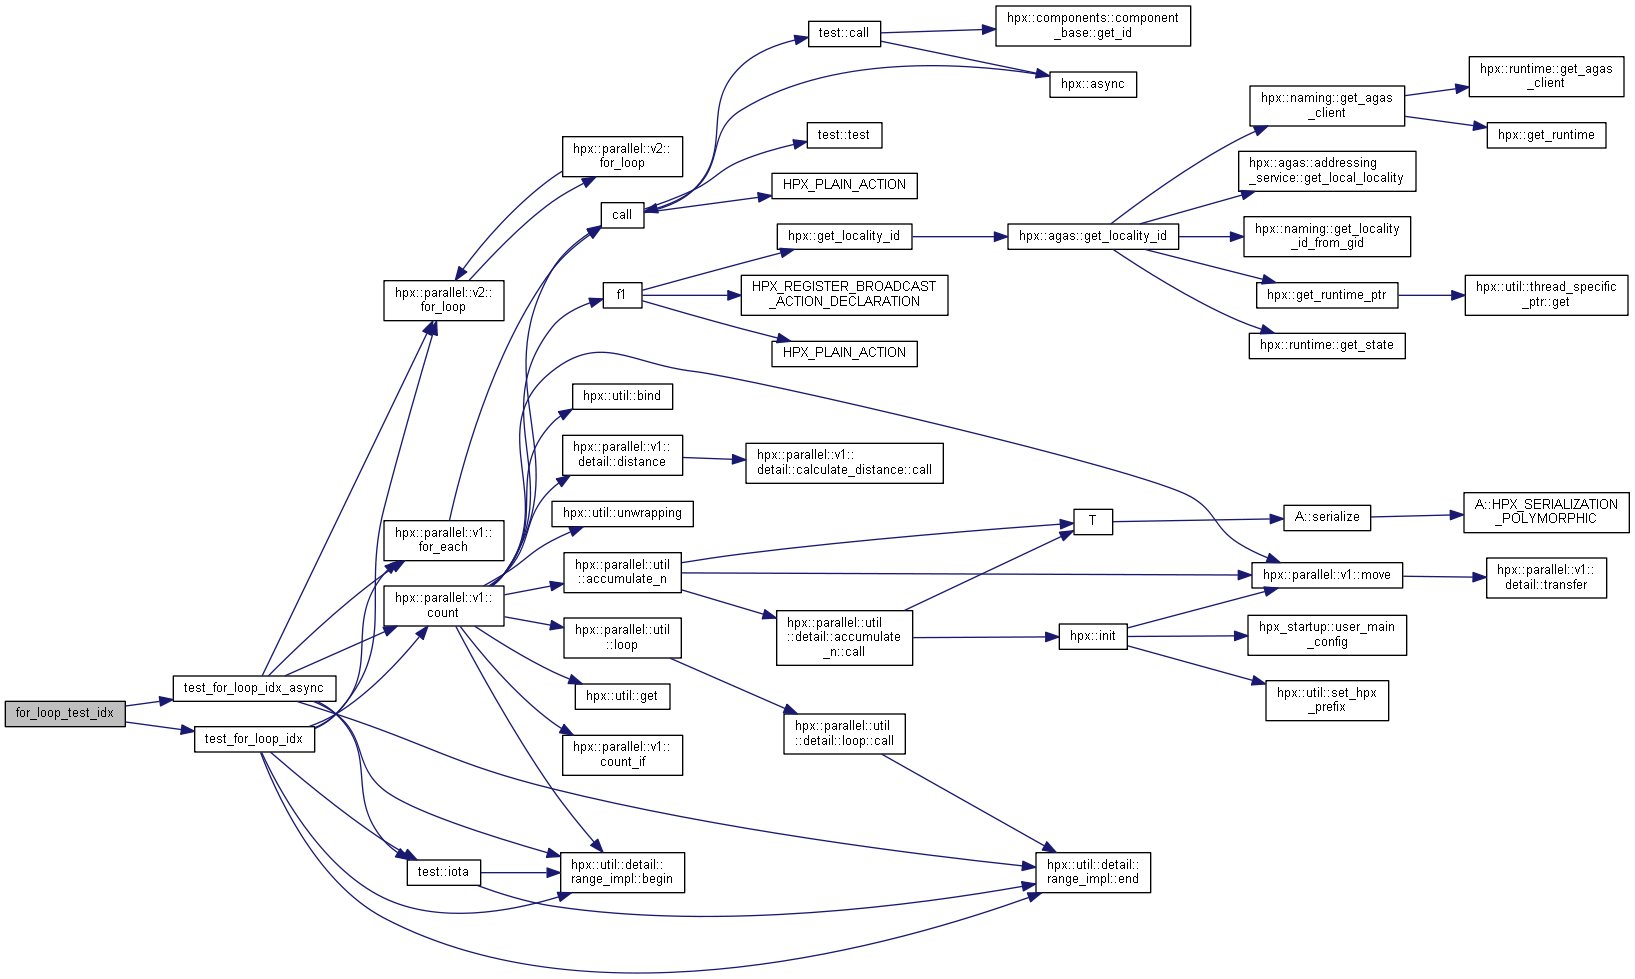 for_loop_test_idx
test_for_loop_idx_async
test_for_loop_idx
hpx::parallel::v2::
for_loop
hpx::parallel::v1::
for_each
hpx::parallel::v1::
count
test::iota
hpx::parallel::v2::
for_loop
call
f1
hpx::util::bind
hpx::parallel::v1::
detail::distance
hpx::util::unwrapping
hpx::parallel::util
::accumulate_n
hpx::parallel::util
::loop
hpx::util::get
hpx::parallel::v1::
count_if
hpx::util::detail::
range_impl::begin
test::call
test::test
HPX_PLAIN_ACTION
hpx::get_locality_id
HPX_REGISTER_BROADCAST
_ACTION_DECLARATION
HPX_PLAIN_ACTION
hpx::parallel::v1::
detail::calculate_distance::call
hpx::parallel::util
::detail::accumulate
_n::call
hpx::parallel::util
::detail::loop::call
hpx::components::component
_base::get_id
hpx::async
hpx::agas::get_locality_id
T
hpx::init
hpx::util::detail::
range_impl::end
hpx::naming::get_agas
_client
hpx::agas::addressing
_service::get_local_locality
hpx::naming::get_locality
_id_from_gid
hpx::get_runtime_ptr
hpx::runtime::get_state
A::serialize
hpx::parallel::v1::move
hpx_startup::user_main
_config
hpx::util::set_hpx
_prefix
hpx::runtime::get_agas
_client
hpx::get_runtime
hpx::util::thread_specific
_ptr::get
A::HPX_SERIALIZATION
_POLYMORPHIC
hpx::parallel::v1::
detail::transfer